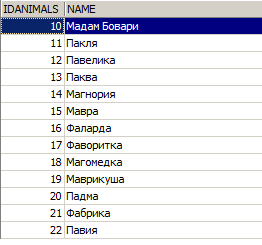 IDANIMALS NAME
10 Мадам Бовари
11 Пакля
12 Павелика
13 Паква
14 Магнория
15 Мавра
16 Фаларда
17 Фаворитка
18 Магомедка
19 Маврикуша
20 Падма
21 Фабрика
22 Павия